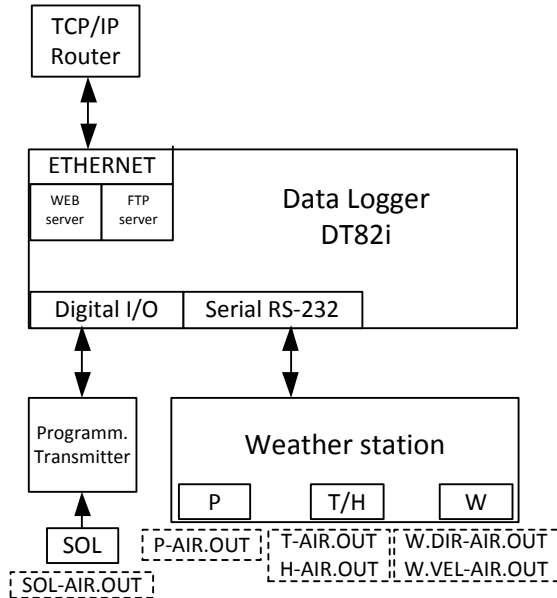 TCP/IP
Router
ETHERNET
WEB
server
FTP
server
Data Logger
DT82i
Digital I/O
Serial RS-232
Programm.
Transmitter
Weather station
P
T/H
W
SOL
P-AIR.OUT
T-AIR.OUT
H-AIR.OUT
W.DIR-AIR.OUT
W.VEL-AIR.OUT
SOL-AIR.OUT